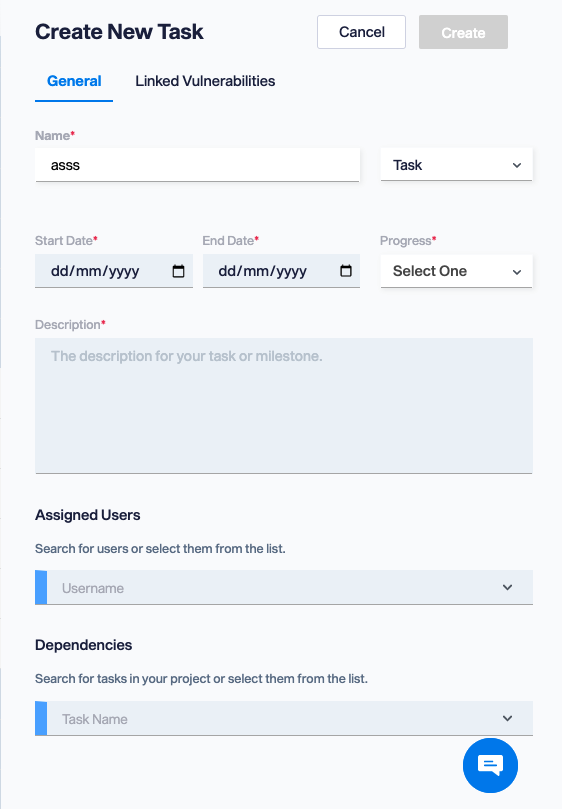 Create New Task
Cancel
Create
General
Linked Vulnerabilities
Name*
asss
Task
Start Date*
End Date*
Progress*
dd/mm/yyyy
dd/mm/yyyy
Select One
Description*
The description for your task or milestone.
Assigned Users
Search for users or select them from the list.
Username
Dependencies
Search for tasks in your project or select them from the list.
Task Name